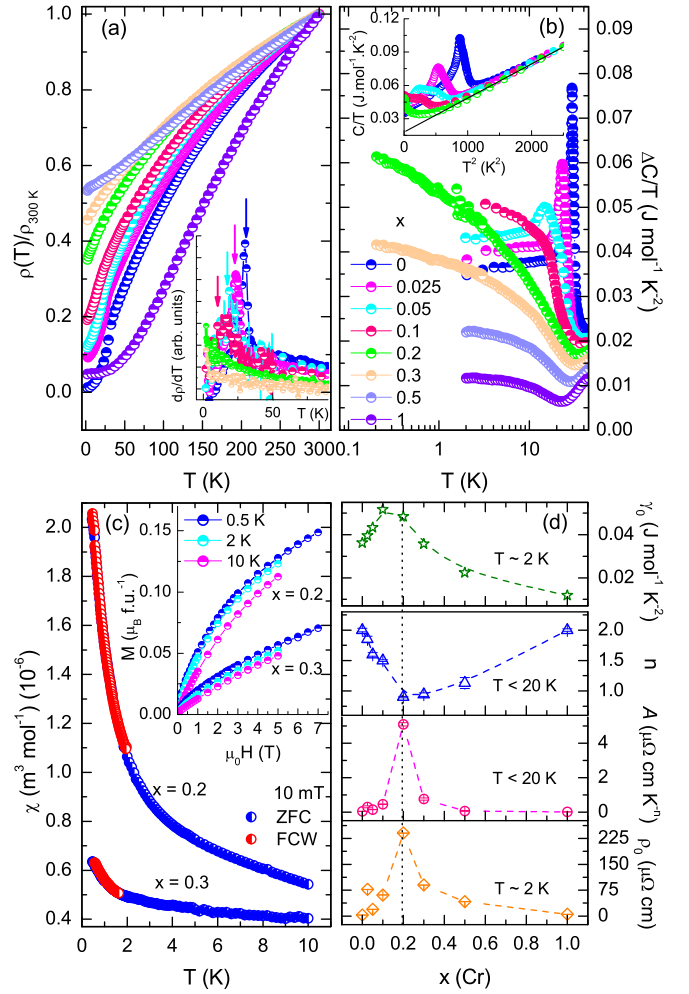 (a)
1.0
0.8
0.6
0.4
0.2
0.0
ρ(T)/ρ300 K
0 50 100 150 200 250 300
T (K)
dρ/dT (arb. units)
0 50
T (K)
(b)
C/T (J.mol-1.K-2)
0.12
0.09
0.06
0.03
0 1000 2000
T2 (K2)
x
0
0.025
0.05
0.1
0.2
0.3
0.5
1
0.09
0.08
0.07
0.06
0.05
0.04
0.03
0.02
0.01
0.00
ΔC/T (J mol-1 K-2)
0.1 1 10
T (K)
(c)
2.0
1.8
1.6
1.4
1.2
1.0
0.8
0.6
0.4
χ (m3 mol-1) (10-6)
0 2 4 6 8 10
T (K)
0.15
0.10
0.05
0.00
M (μB f.u-1)
0.5 K
2 K
10 K
x = 0.2
x = 0.3
0 1 2 3 4 5 6 7
μ0H (T)
x = 0.2
10 mT
ZFC
FCW
x = 0.3
(d)
T ~ 2 K
0.04
0.02
γ0 (J mol-1 K-2)
T < 20 K
2.0
1.5
1.0
n
T < 20 K
4
2
0
A (μΩ cm K-n)
T ~ 2 K
225
150
75
0
ρ0 (μΩ cm)
0.0 0.2 0.4 0.6 0.8 1.0
x (Cr)